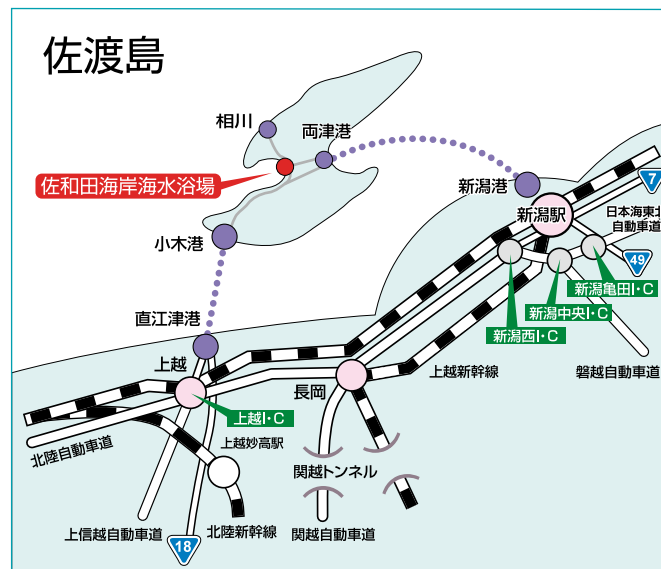 佐渡島
相川
両津港
佐和田海岸海水浴場
新潟港
7
新潟駅
日本海東北
自動車道
小木港
49
新潟亀田I・C
新潟中央I・C
新潟西I・C
直江津港
上越
長岡
上越新幹線
磐越自動車道
上越I・C
北陸自動車道
上越妙高駅
関越トンネル
上信越自動車道
18
北陸新幹線
関越自動車道